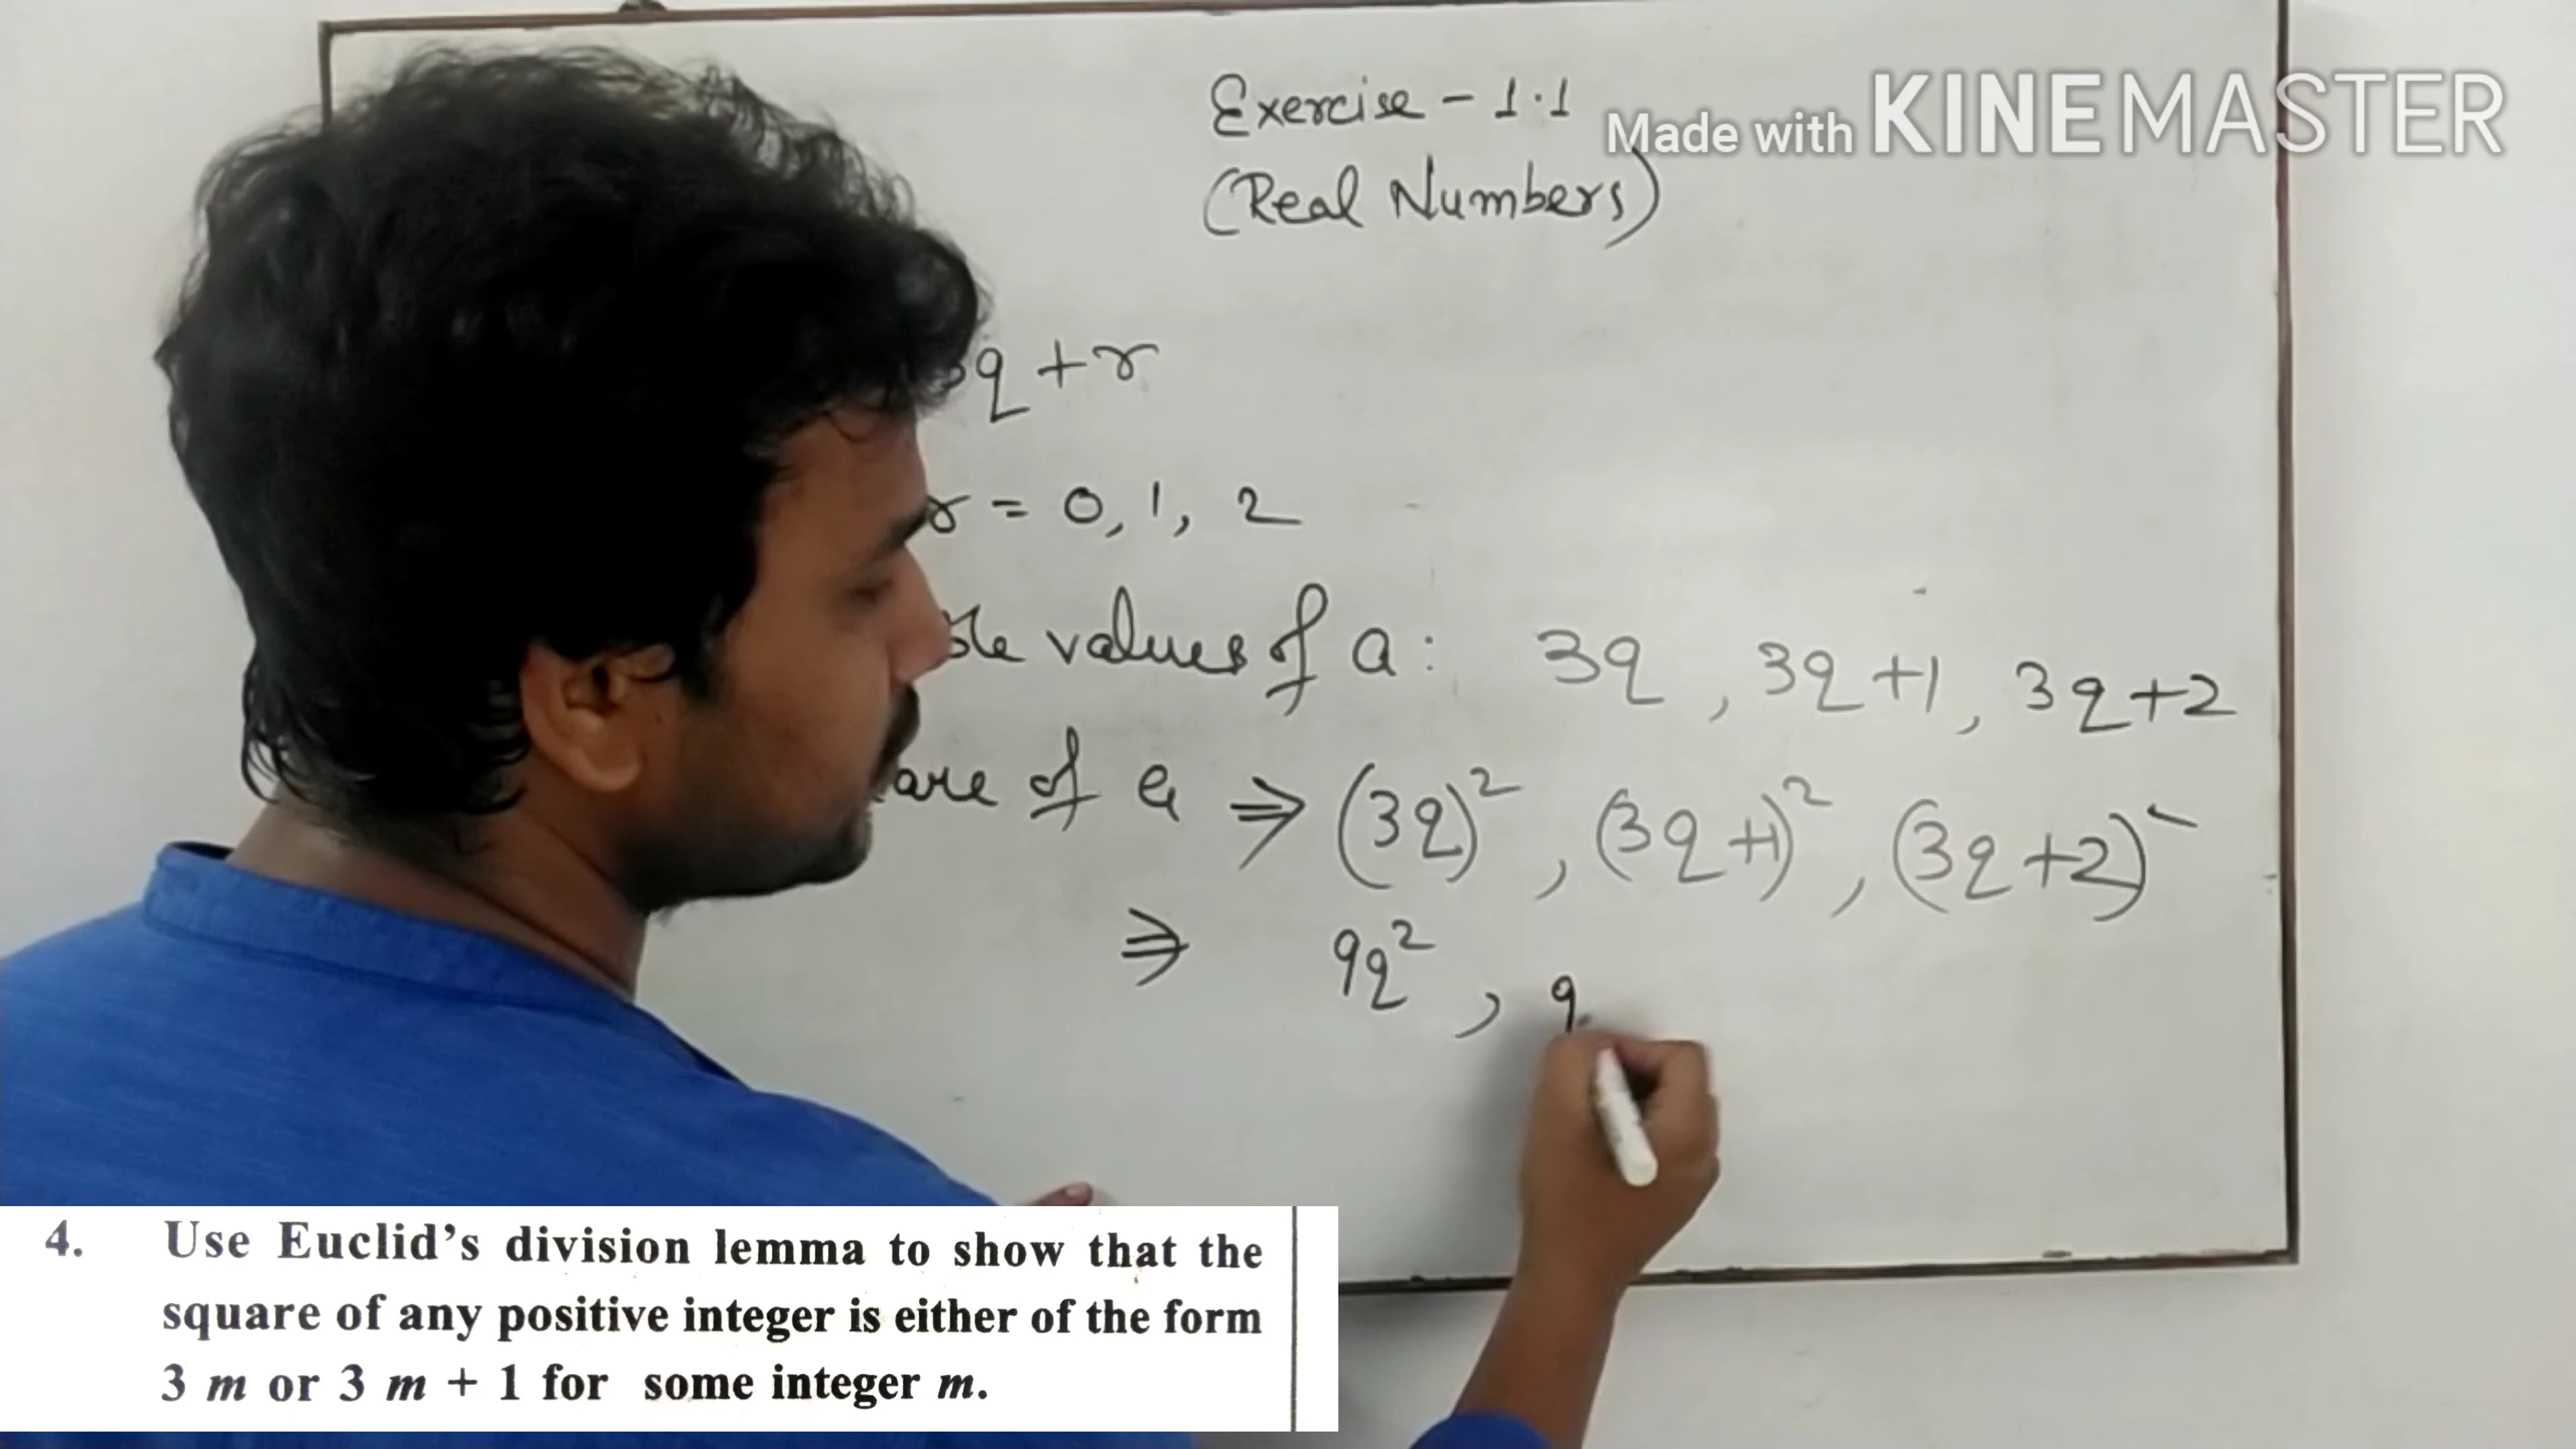 Exercise - 1.1
Made with KINEMASTER
(Real Numbers)
3q + r
r = 0, 1, 2
values of a : 3q , 3q +1 , 3q +2
of a ⇒ (3q)² , (3q +1)² , (3q +2)²
⇒ 9q² , 9
4. Use Euclid's division lemma to show that the
square of any positive integer is either of the form
3 m or 3 m + 1 for some integer m.